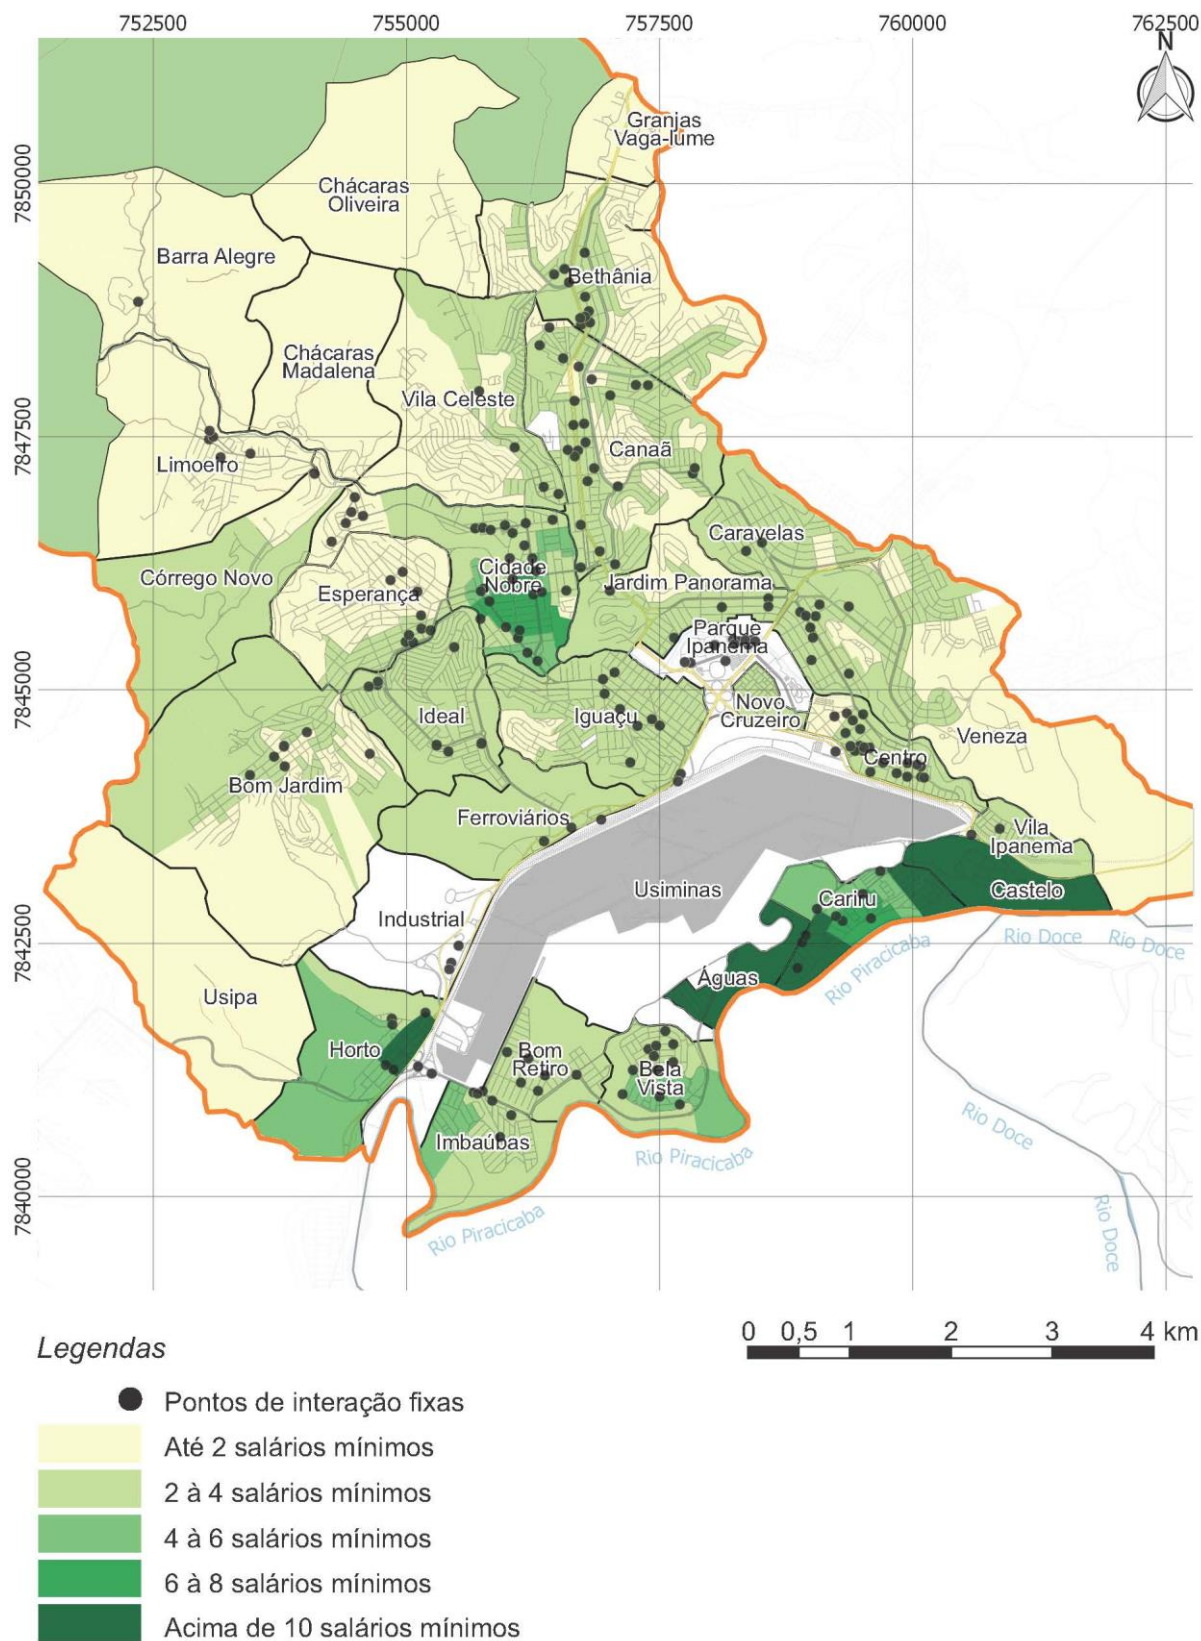 752500 755000 757500 760000 762500
N
Granjas
Vaga-lume
7850000
Chácaras
Oliveira
Barra Alegre
Bethânia
Chácaras
Madalena
Vila Celeste
7847500
Canaã
Limoeiro
Caravelas
Cidade
Nobre
Córrego Novo
Jardim Panorama
Esperança
Parque
Ipanema
7845000
Ideal
Iguaçu
Novo
Cruzeiro
Veneza
Centro
Bom Jardim
Ferroviários
Vila
Ipanema
Usiminas
Castelo
Cariru
Industrial
7842500
Rio Doce
Rio Doce
Rio Piracicaba
Águas
Usipa
Horto
Bom
Retiro
Bela
Vista
Rio Doce
Imbaúbas
Rio Piracicaba
7840000
Rio Piracicaba
Rio Doce
0 0,5 1 2 3 4 km
Legendas
Pontos de interação fixas
Até 2 salários mínimos
2 à 4 salários mínimos
4 à 6 salários mínimos
6 à 8 salários mínimos
Acima de 10 salários mínimos